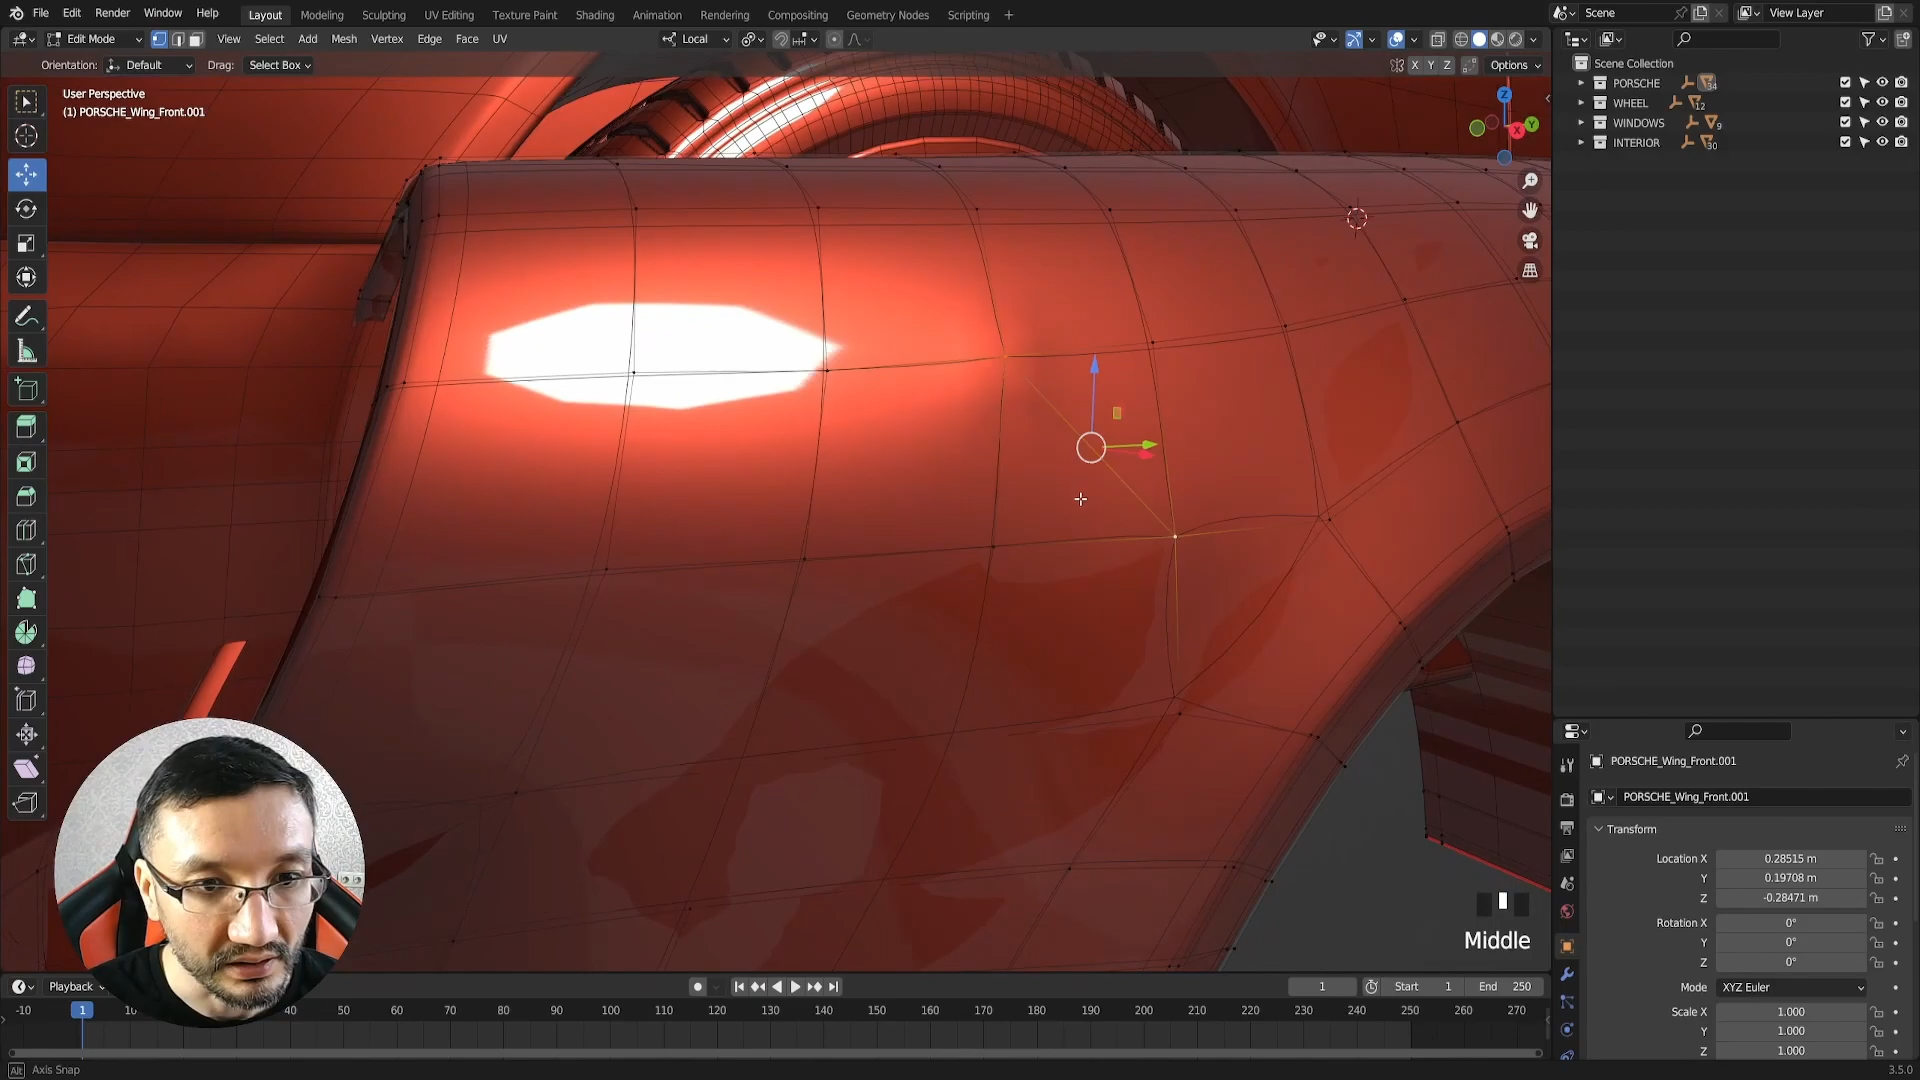 File Edit Render Window Help Layout Modeling Sculpting UV Editing Texture Paint Shading Animation Rendering Compositing Geometry Nodes Scripting + Scene View Layer
Edit Mode View Select Add Mesh Vertex Edge Face UV Local
Orientation: Default Drag: Select Box X Y Z Options
User Perspective
(1) PORSCHE_Wing_Front.001
Z
Y
X
Scene Collection
PORSCHE 34
WHEEL 12
WINDOWS 9
INTERIOR 30
Middle
PORSCHE_Wing_Front.001
PORSCHE_Wing_Front.001
Transform
Location X 0.28515 m
Y 0.19708 m
Z -0.28471 m
Rotation X 0°
Y 0°
Z 0°
Mode XYZ Euler
Scale X 1.000
Y 1.000
Z 1.000
Playback 1 Start 1 End 250
-10 1 10 40 50 60 70 80 90 100 110 120 130 140 150 160 170 180 190 200 210 220 230 240 250 260 270
Alt Axis Snap 3.5.0